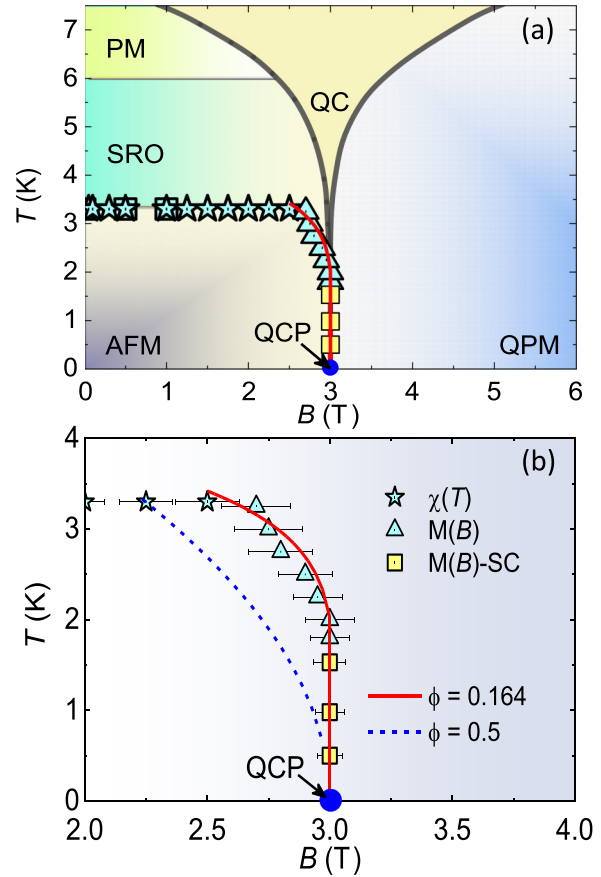 (a)
7
6
5
4
3
2
1
0
T (K)
PM
QC
SRO
QCP
AFM
QPM
0 1 2 3 4 5 6
B (T)
(b)
4
3
2
1
0
T (K)
χ(T)
M(B)
M(B)-SC
ϕ = 0.164
ϕ = 0.5
QCP
2.0 2.5 3.0 3.5 4.0
B (T)